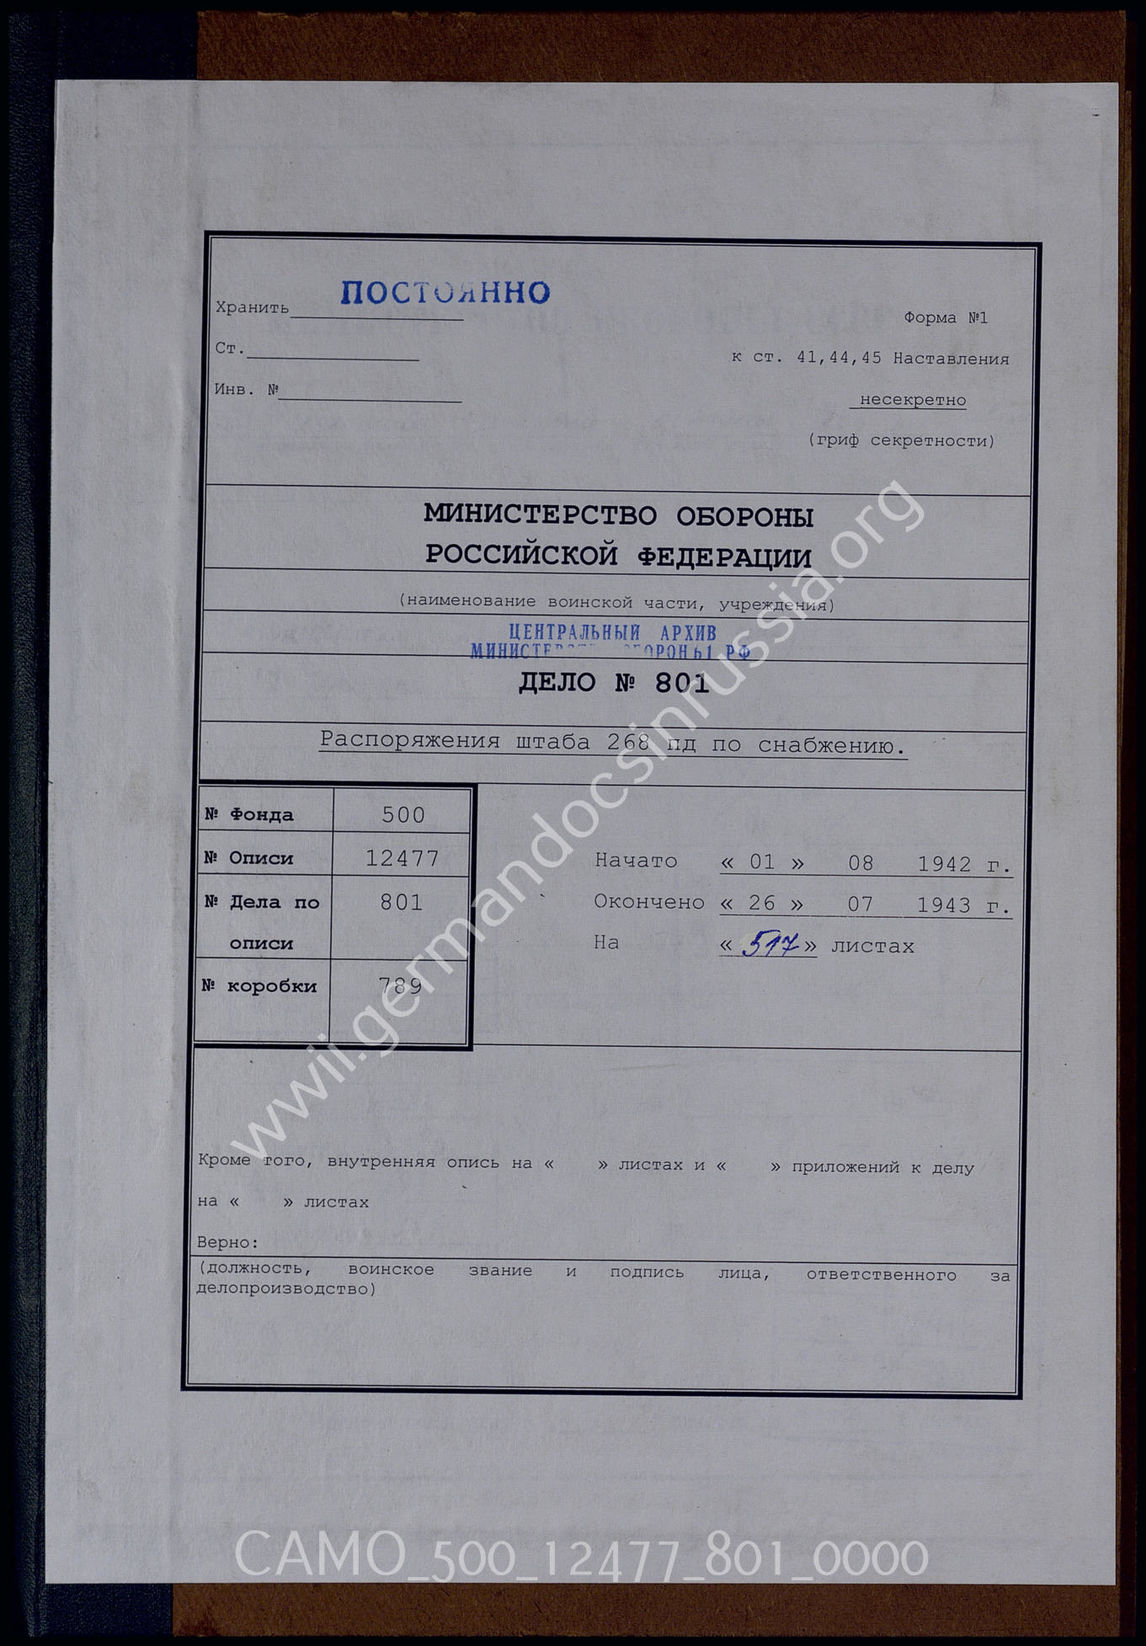 Хранить ПОСТОЯННО
Форма №1
Ст.
к ст. 41,44,45 Наставления
Инв. №
несекретно
(гриф секретности)
МИНИСТЕРСТВО ОБОРОНЫ
РОССИЙСКОЙ ФЕДЕРАЦИИ
(наименование воинской части, учреждения)
ЦЕНТРАЛЬНЫЙ АРХИВ
МИНИСТЕРСТВА ОБОРОНЫ РФ
ДЕЛО № 801
Распоряжения штаба 268 пд по снабжению.
№ Фонда 500
№ Описи 12477
№ Дела по описи 801
№ коробки 789
Начато « 01 » 08 1942 г.
Окончено « 26 » 07 1943 г.
На « 517 » листах
Кроме того, внутренняя опись на « » листах и « » приложений к делу
на « » листах
Верно:
(должность, воинское звание и подпись лица, ответственного за
делопроизводство)
wwii.germandocsinrussia.org
CAMO_500_12477_801_0000